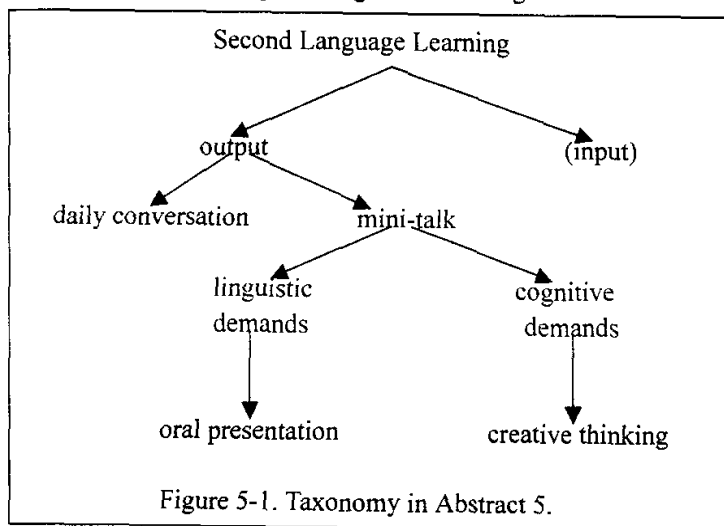 Second Language Learning
output (input)
daily conversation mini-talk
linguistic cognitive
demands demands
oral presentation creative thinking
Figure 5-1. Taxonomy in Abstract 5.